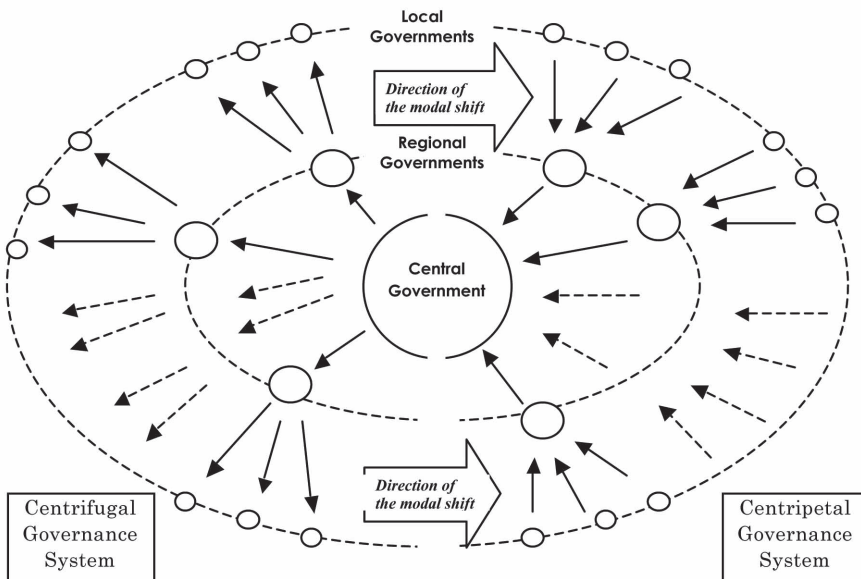 Local
Governments
Direction of
the modal shift
Regional
Governments
Central
Government
Direction of
the modal shift
Centrifugal
Governance
System
Centripetal
Governance
System